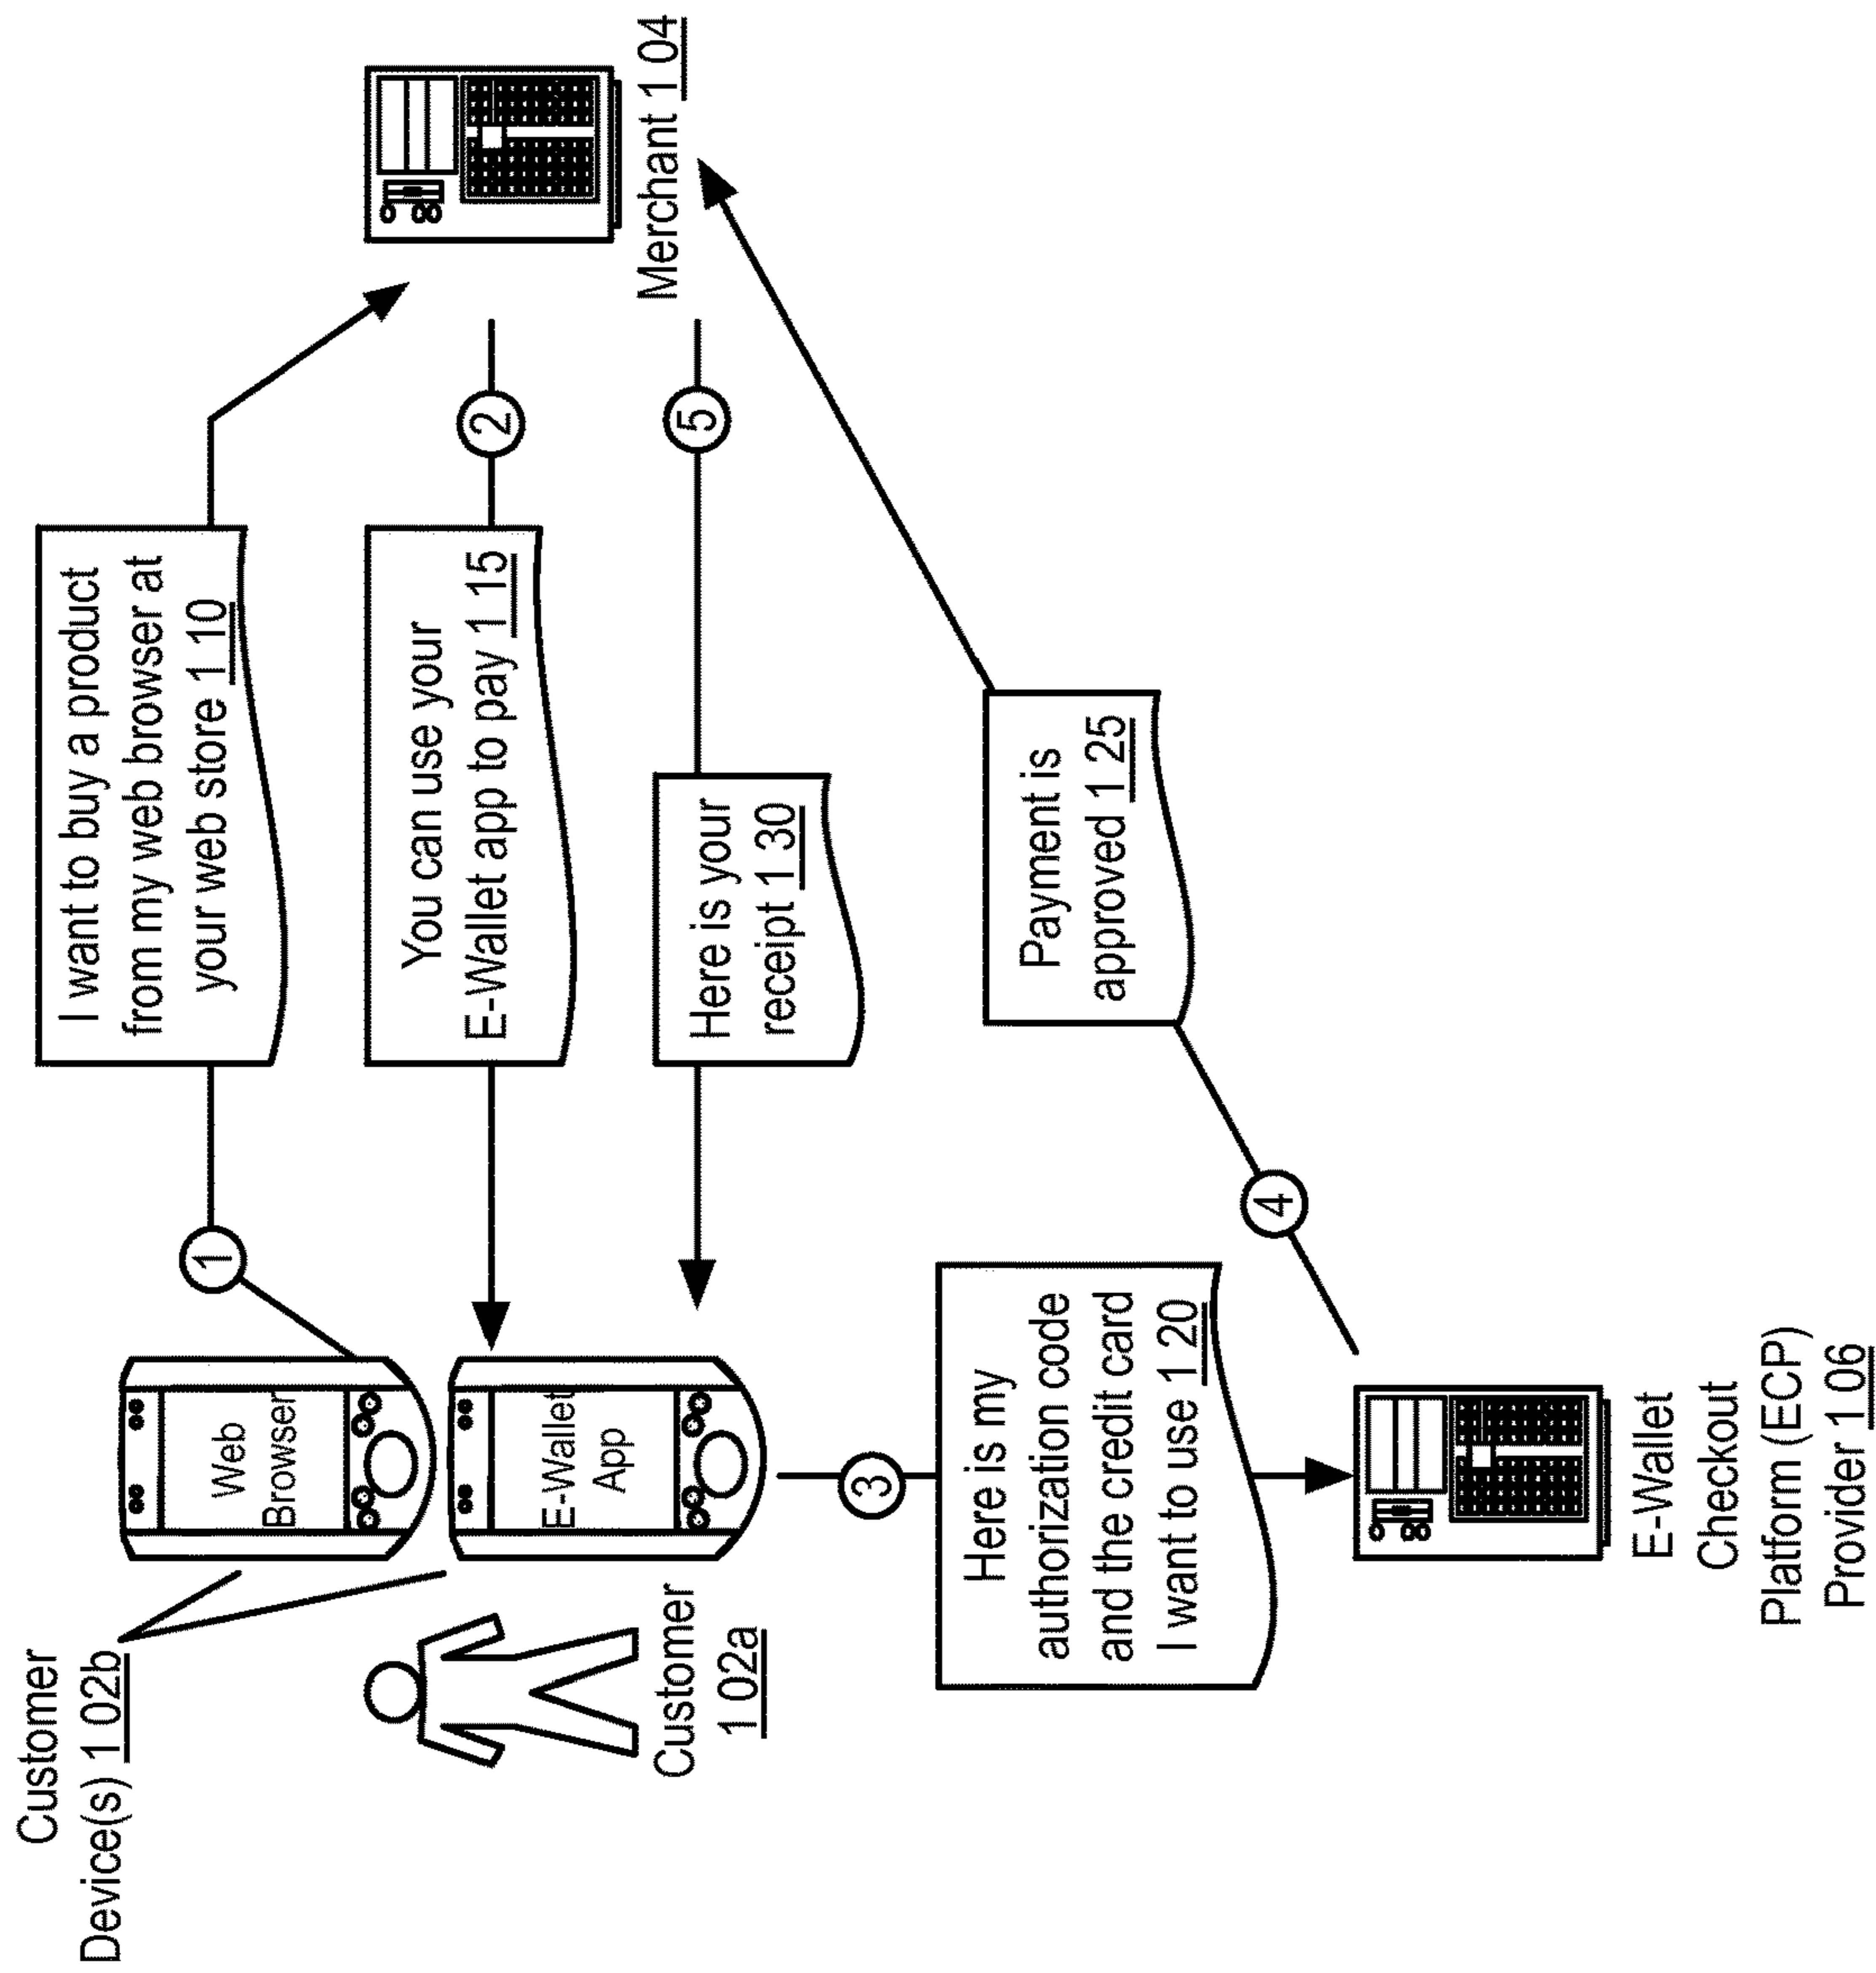 Customer
Device(s) 102b
Web
Browser
E-Wallet
App
Customer
102a
1
I want to buy a product
from my web browser at
your web store 110
2
You can use your
E-Wallet app to pay 115
5
Here is your
receipt 130
Merchant 104
3
Here is my
authorization code
and the credit card
I want to use 120
4
Payment is
approved 125
E-Wallet
Checkout
Platform (ECP)
Provider 106